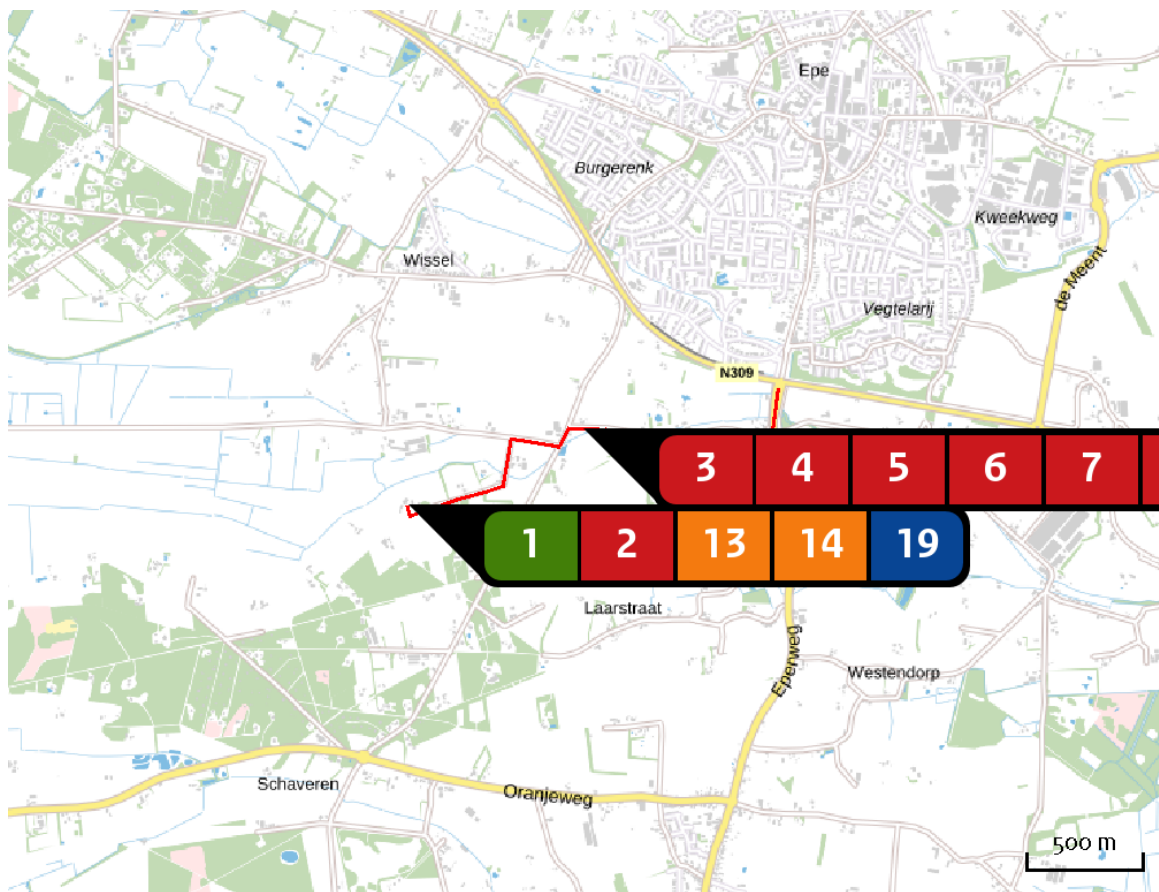 Epe
Burgerenk
Kweekweg
Wissel
de Meent
Vegtelarij
N309
3 4 5 6 7
1 2 13 14 19
Laarstraat
Eperweg
Westendorp
Schaveren
Oranjeweg
500 m